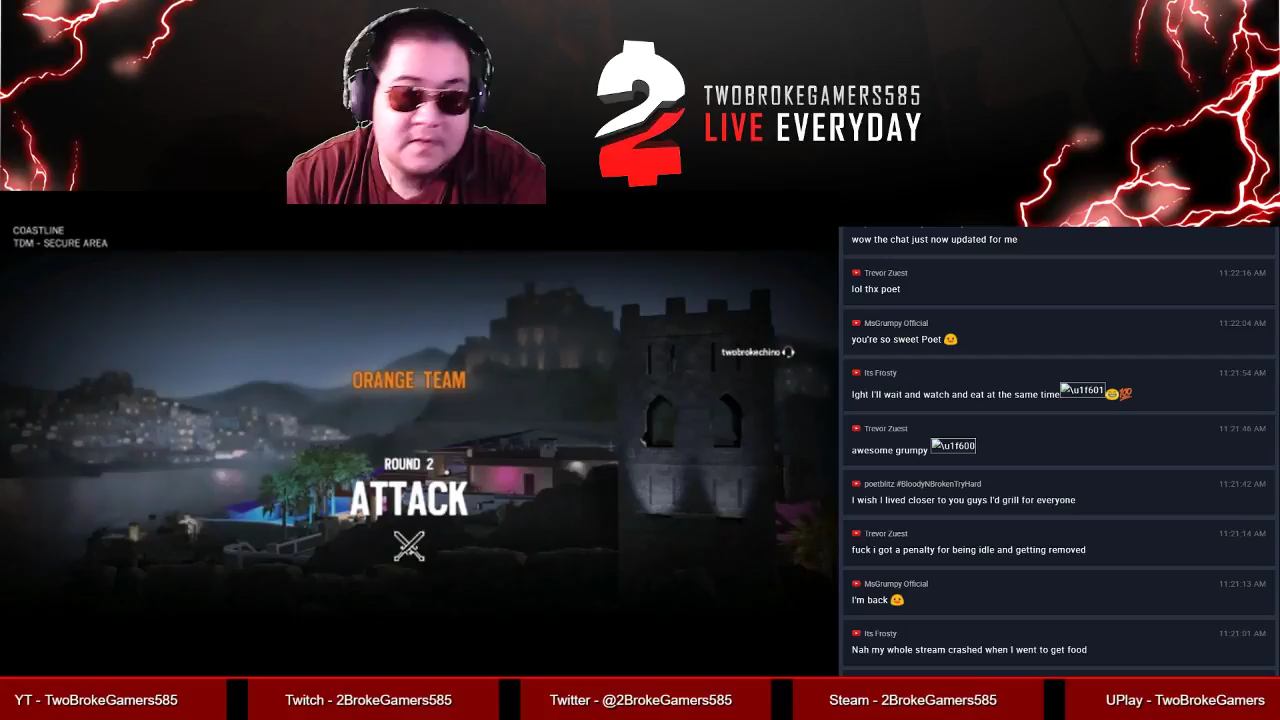 2
TWOBROKEGAMERS585
LIVE EVERYDAY
COASTLINE
TDM - SECURE AREA
twobrokechino
ORANGE TEAM
ROUND 2
ATTACK
wow the chat just now updated for me
Trevor Zuest 11:22:16 AM
lol thx poet
MsGrumpy Official 11:22:04 AM
you're so sweet Poet
Its Frosty 11:21:54 AM
Ight I'll wait and watch and eat at the same time \u1f601 💯
Trevor Zuest 11:21:46 AM
awesome grumpy \u1f600
poetblitz #BloodyNBrokenTryHard 11:21:42 AM
I wish I lived closer to you guys I'd grill for everyone
Trevor Zuest 11:21:14 AM
fuck i got a penalty for being idle and getting removed
MsGrumpy Official 11:21:13 AM
I'm back
Its Frosty 11:21:01 AM
Nah my whole stream crashed when I went to get food
YT - TwoBrokeGamers585
Twitch - 2BrokeGamers585
Twitter - @2BrokeGamers585
Steam - 2BrokeGamers585
UPlay - TwoBrokeGamers